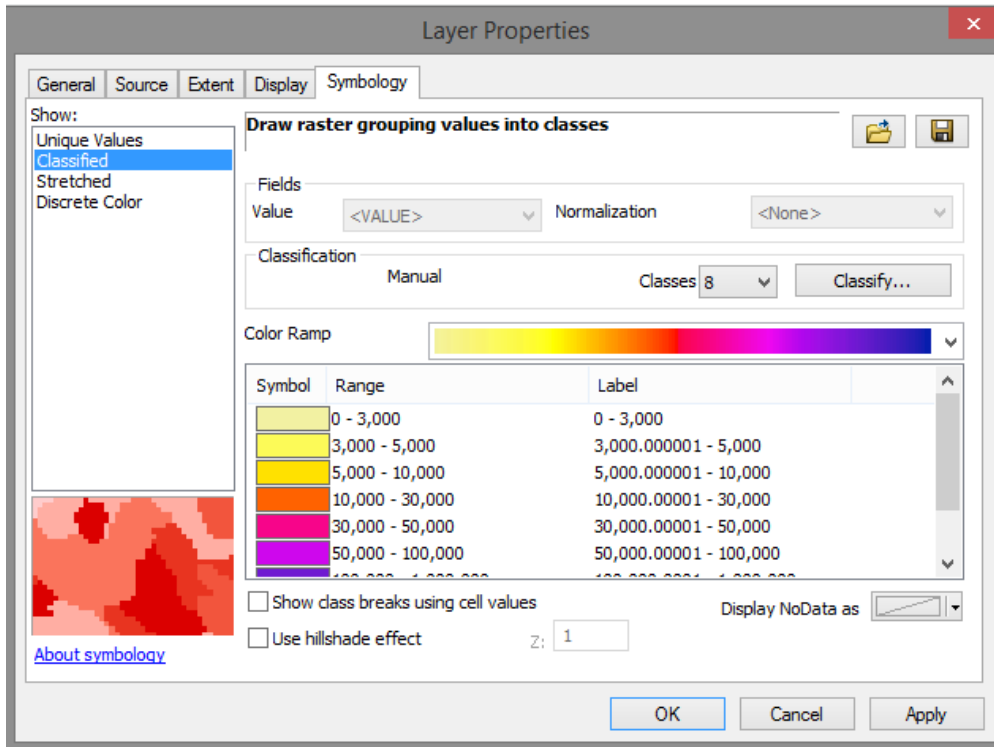 Layer Properties
General Source Extent Display Symbology
Show:
Unique Values
Classified
Stretched
Discrete Color
Draw raster grouping values into classes
Fields
Value <VALUE> Normalization <None>
Classification
Manual Classes 8 Classify...
Color Ramp
Symbol Range Label
0 - 3,000 0 - 3,000
3,000 - 5,000 3,000.000001 - 5,000
5,000 - 10,000 5,000.000001 - 10,000
10,000 - 30,000 10,000.00001 - 30,000
30,000 - 50,000 30,000.00001 - 50,000
50,000 - 100,000 50,000.00001 - 100,000
Show class breaks using cell values
Display NoData as
Use hillshade effect Z: 1
About symbology
OK Cancel Apply